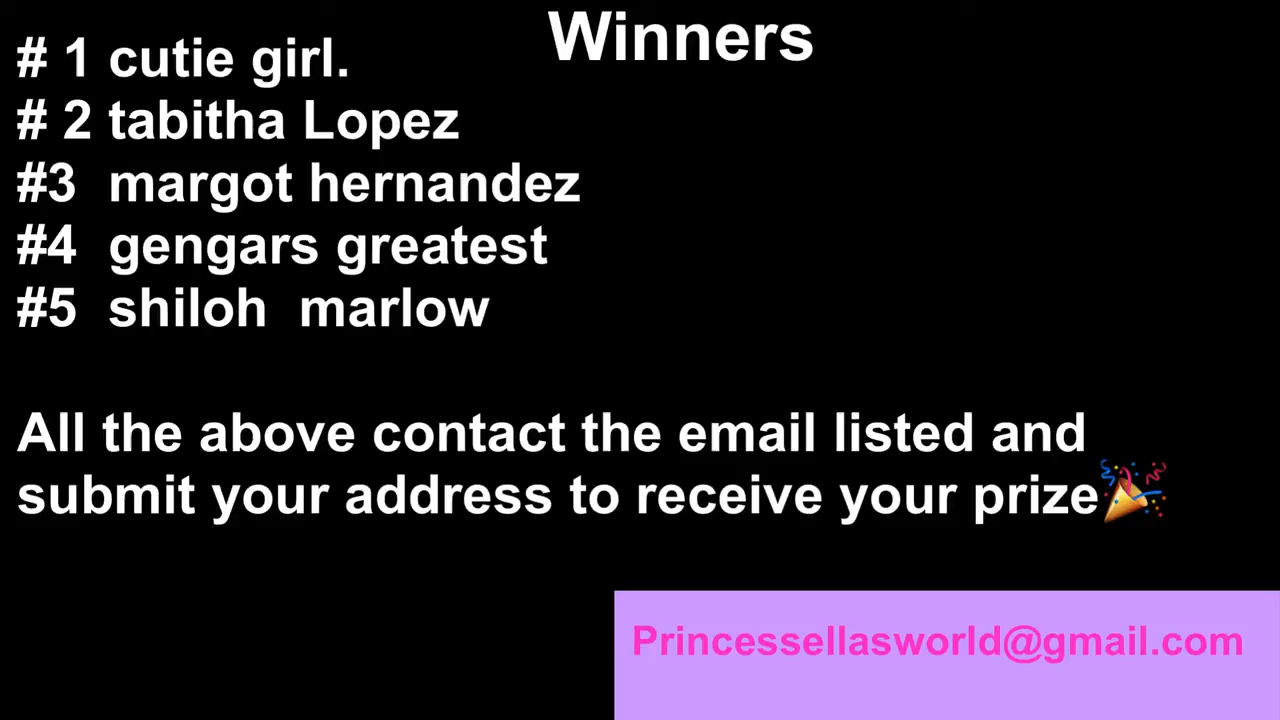 Winners
# 1 cutie girl.
# 2 tabitha Lopez
#3 margot hernandez
#4 gengars greatest
#5 shiloh marlow
All the above contact the email listed and
submit your address to receive your prize🎉
Princessellasworld@gmail.com